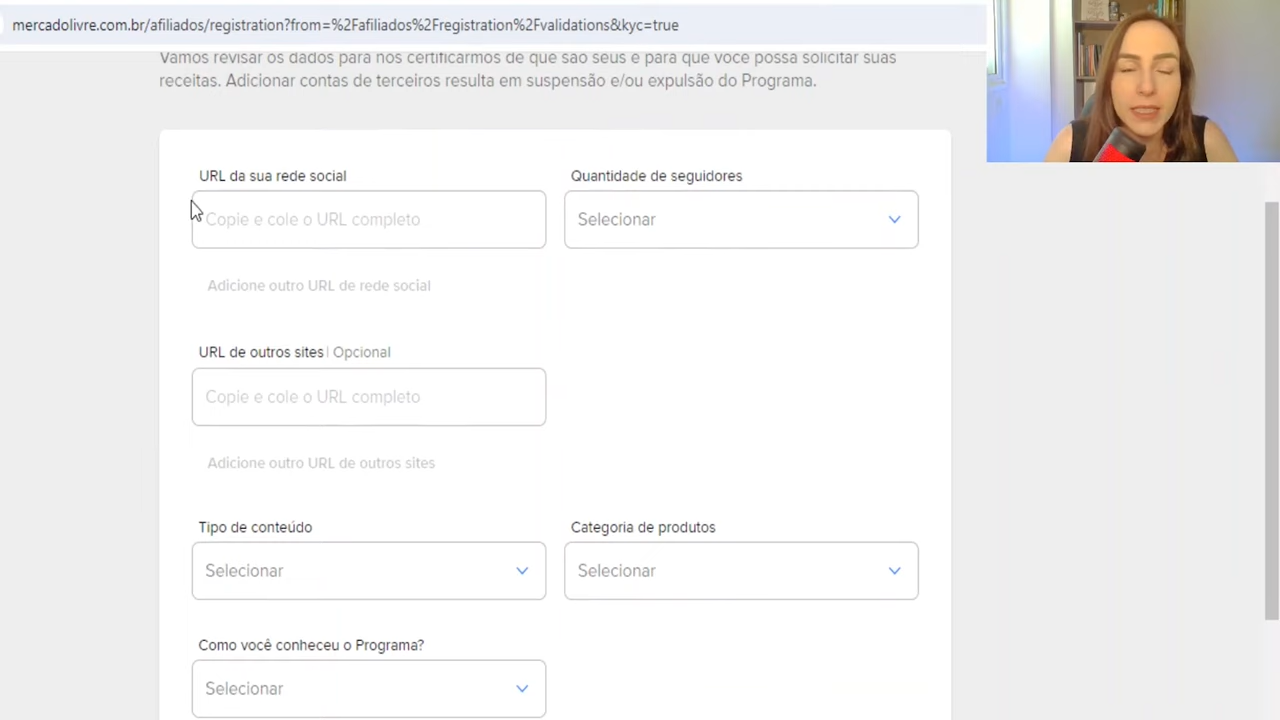 mercadolivre.com.br/afiliados/registration?from=%2Fafiliados%2Fregistration%2Fvalidations&kyc=true
Vamos revisar os dados para nos certificarmos de que são seus e para que você possa solicitar suas
receitas. Adicionar contas de terceiros resulta em suspensão e/ou expulsão do Programa.
URL da sua rede social
Quantidade de seguidores
Copie e cole o URL completo
Selecionar
Adicione outro URL de rede social
URL de outros sites | Opcional
Copie e cole o URL completo
Adicione outro URL de outros sites
Tipo de conteúdo
Categoria de produtos
Selecionar
Selecionar
Como você conheceu o Programa?
Selecionar